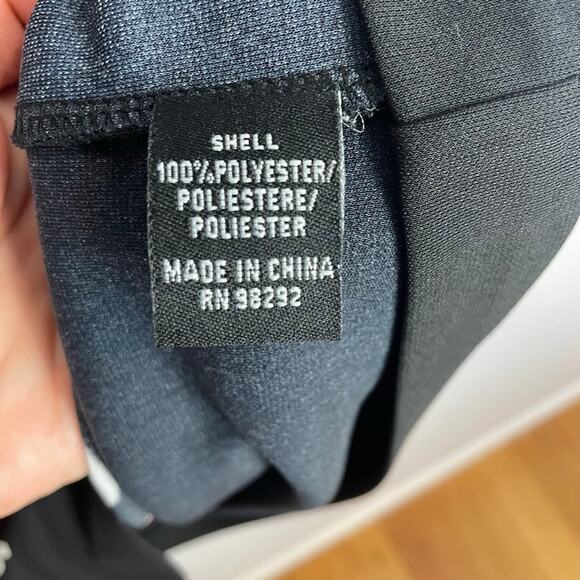 SHELL
100%POLYESTER/
POLIESTERE/
POLIESTER
MADE IN CHINA
RN 98292